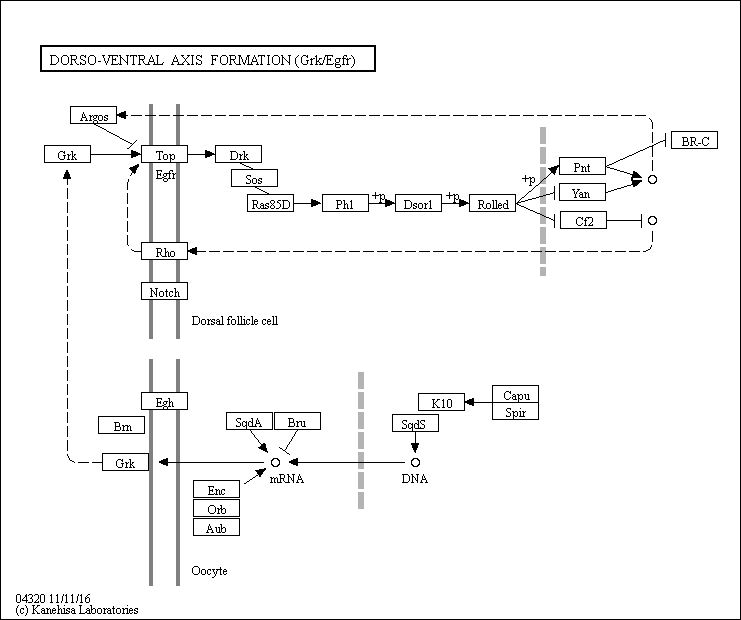 DORSO-VENTRAL AXIS FORMATION (Grk/Egfr)
Argos
BR-C
Grk
Top
Drk
Pnt
Egfr
Sos
+p
Yan
Ras85D
Phl
+p
Dsor1
+p
Rolled
Cf2
Rho
Notch
Dorsal follicle cell
Egh
K10
Capu
Spir
Brn
SqdA
Bru
SqdS
Grk
mRNA
DNA
Enc
Orb
Aub
Oocyte
04320 11/11/16
(c) Kanehisa Laboratories